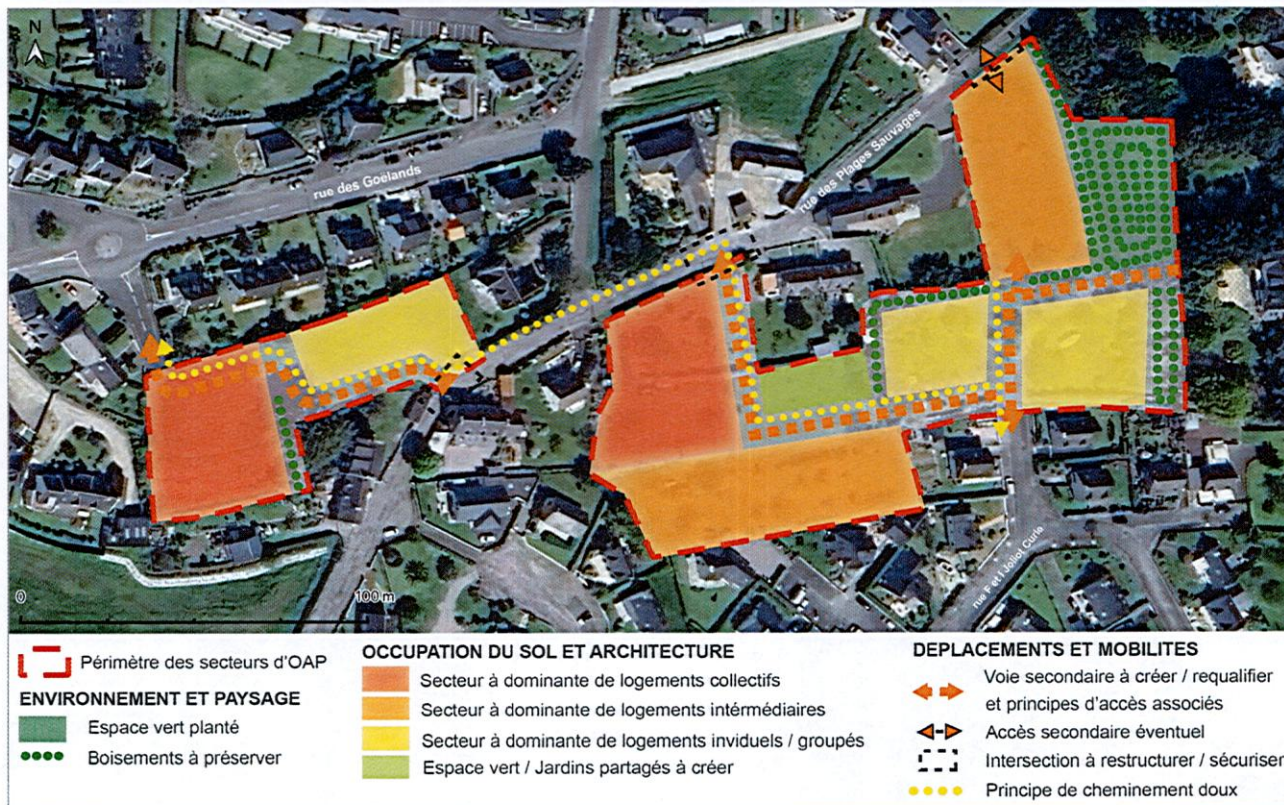 N
rue des Goëlands
rue des Plages Sauvages
rue F et I Joliot Curie
0
100 m
Périmètre des secteurs d'OAP
ENVIRONNEMENT ET PAYSAGE
Espace vert planté
Boisements à préserver
OCCUPATION DU SOL ET ARCHITECTURE
Secteur à dominante de logements collectifs
Secteur à dominante de logements intérmédiaires
Secteur à dominante de logements inviduels / groupés
Espace vert / Jardins partagés à créer
DEPLACEMENTS ET MOBILITES
Voie secondaire à créer / requalifier
et principes d'accès associés
Accès secondaire éventuel
Intersection à restructurer / sécuriser
Principe de cheminement doux